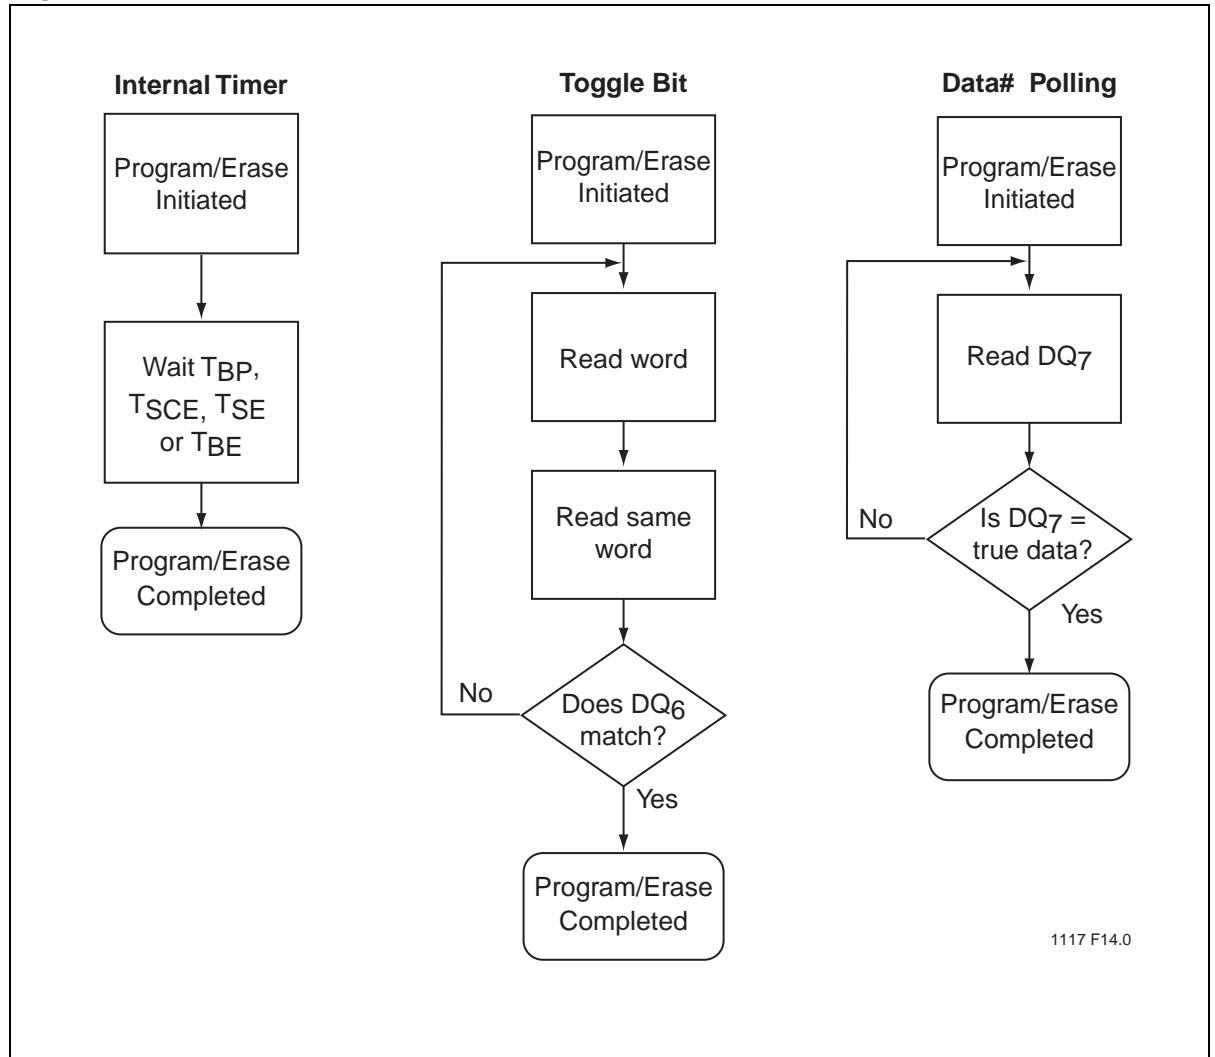 Internal Timer
Program/Erase
Initiated
Wait TBP,
TSCE, TSE
or TBE
Program/Erase
Completed
Toggle Bit
Program/Erase
Initiated
Read word
Read same
word
No
Does DQ6
match?
Yes
Program/Erase
Completed
Data# Polling
Program/Erase
Initiated
Read DQ7
No
Is DQ7 =
true data?
Yes
Program/Erase
Completed
1117 F14.0